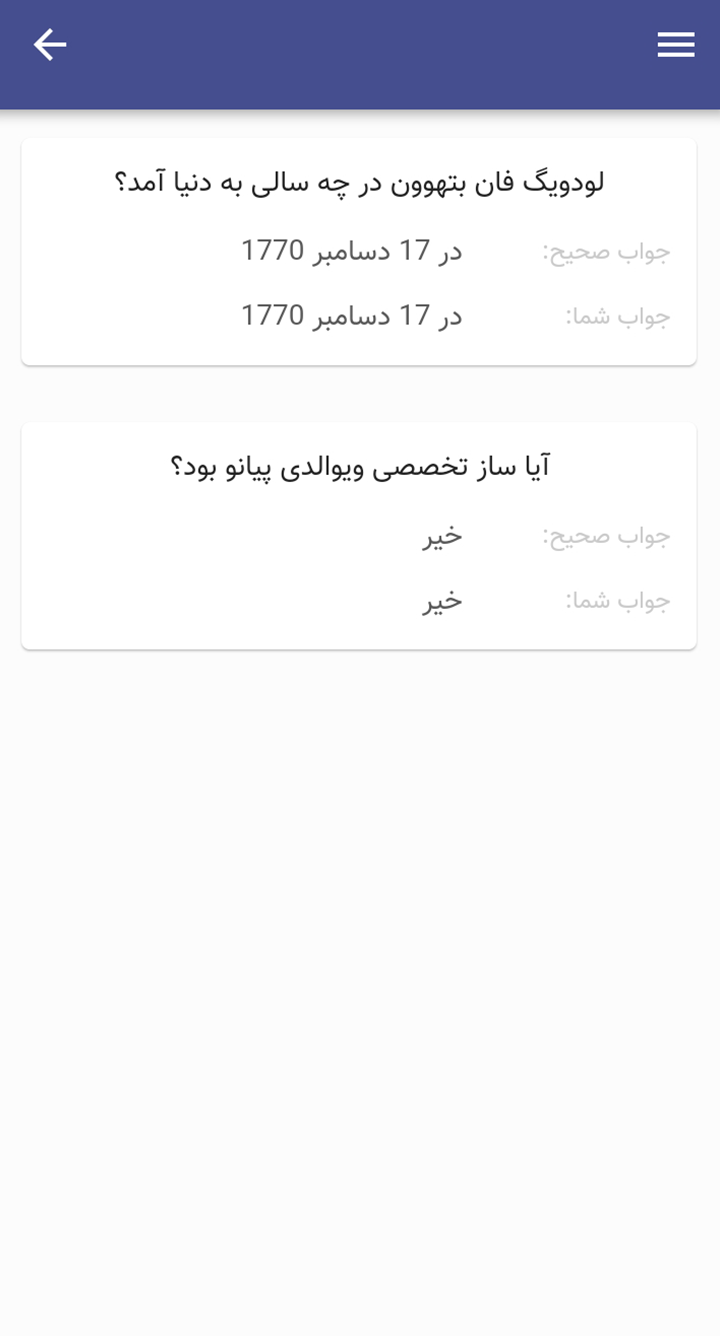 لودویگ فان بتهوون در چه سالی به دنیا آمد؟
جواب صحیح: در 17 دسامبر 1770
جواب شما: در 17 دسامبر 1770
آیا ساز تخصصی ویوالدی پیانو بود؟
جواب صحیح: خیر
جواب شما: خیر